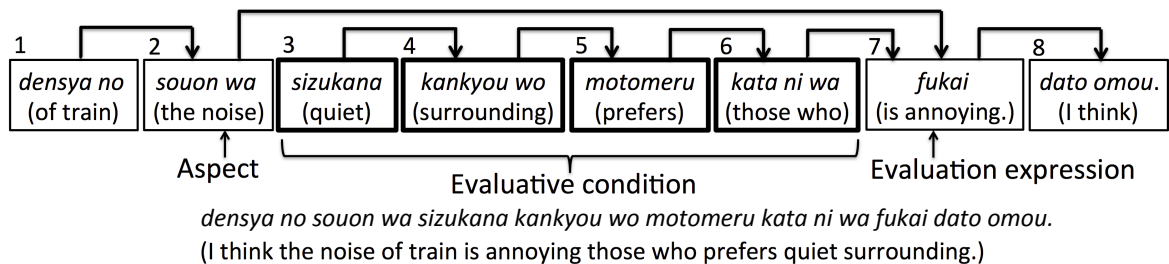 1 2 3 4 5 6 7 8
densya no souon wa sizukana kankyou wo motomeru kata ni wa fukai dato omou.
(of train) (the noise) (quiet) (surrounding) (prefers) (those who) (is annoying.) (I think)
Aspect Evaluative condition Evaluation expression
densya no souon wa sizukana kankyou wo motomeru kata ni wa fukai dato omou.
(I think the noise of train is annoying those who prefers quiet surrounding.)